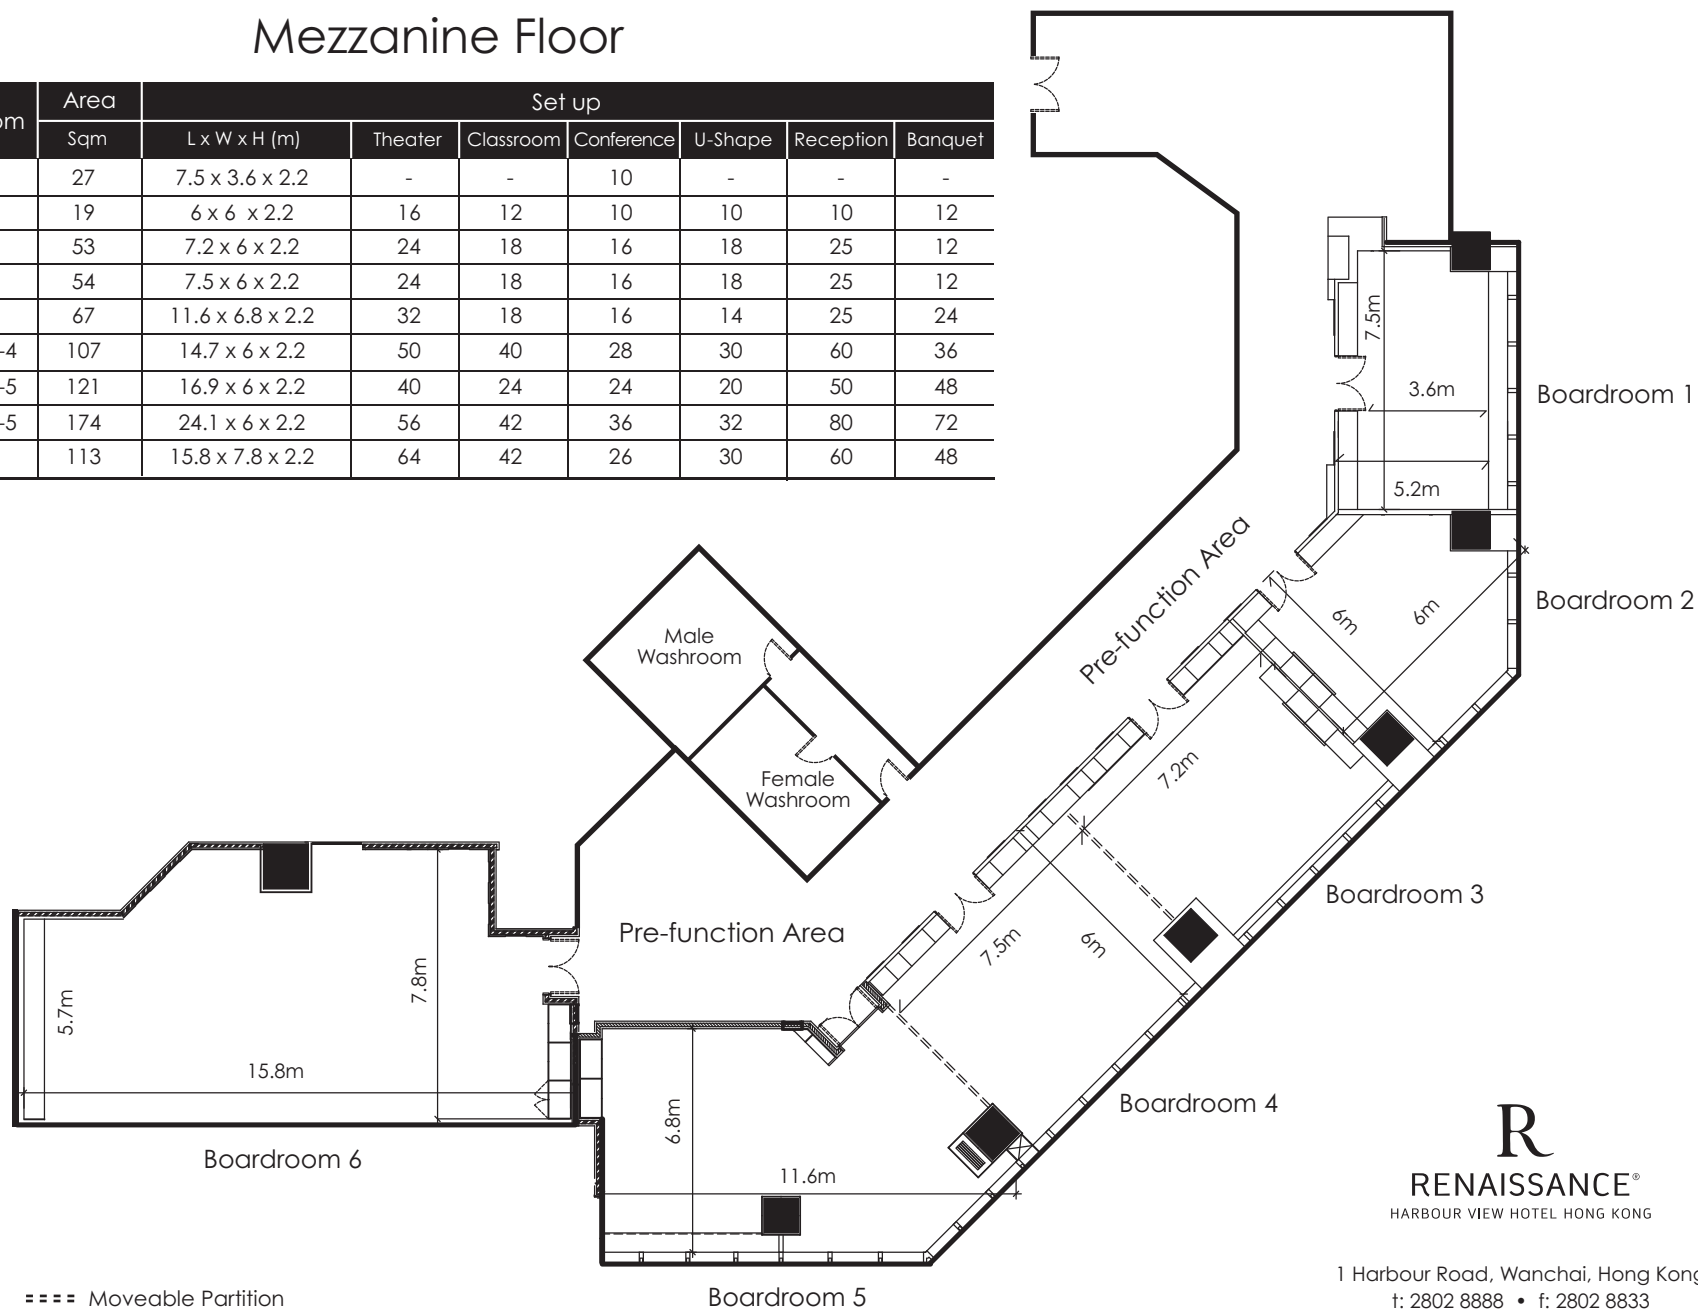 Mezzanine Floor
om Area Set up
Sqm L x W x H (m) Theater Classroom Conference U-Shape Reception Banquet
27 7.5 x 3.6 x 2.2 - - 10 - - -
19 6 x 6 x 2.2 16 12 10 10 10 12
53 7.2 x 6 x 2.2 24 18 16 18 25 12
54 7.5 x 6 x 2.2 24 18 16 18 25 12
67 11.6 x 6.8 x 2.2 32 18 16 14 25 24
-4 107 14.7 x 6 x 2.2 50 40 28 30 60 36
-5 121 16.9 x 6 x 2.2 40 24 24 20 50 48
-5 174 24.1 x 6 x 2.2 56 42 36 32 80 72
113 15.8 x 7.8 x 2.2 64 42 26 30 60 48
7.5m
3.6m
Boardroom 1
5.2m
Pre-function Area
6m
6m
Boardroom 2
Male
Washroom
Female
Washroom
7.2m
Boardroom 3
Pre-function Area
7.5m
6m
5.7m
7.8m
15.8m
Boardroom 6
6.8m
11.6m
Boardroom 4
Boardroom 5
==== Moveable Partition
R
RENAISSANCE®
HARBOUR VIEW HOTEL HONG KONG
1 Harbour Road, Wanchai, Hong Kong
t: 2802 8888 • f: 2802 8833